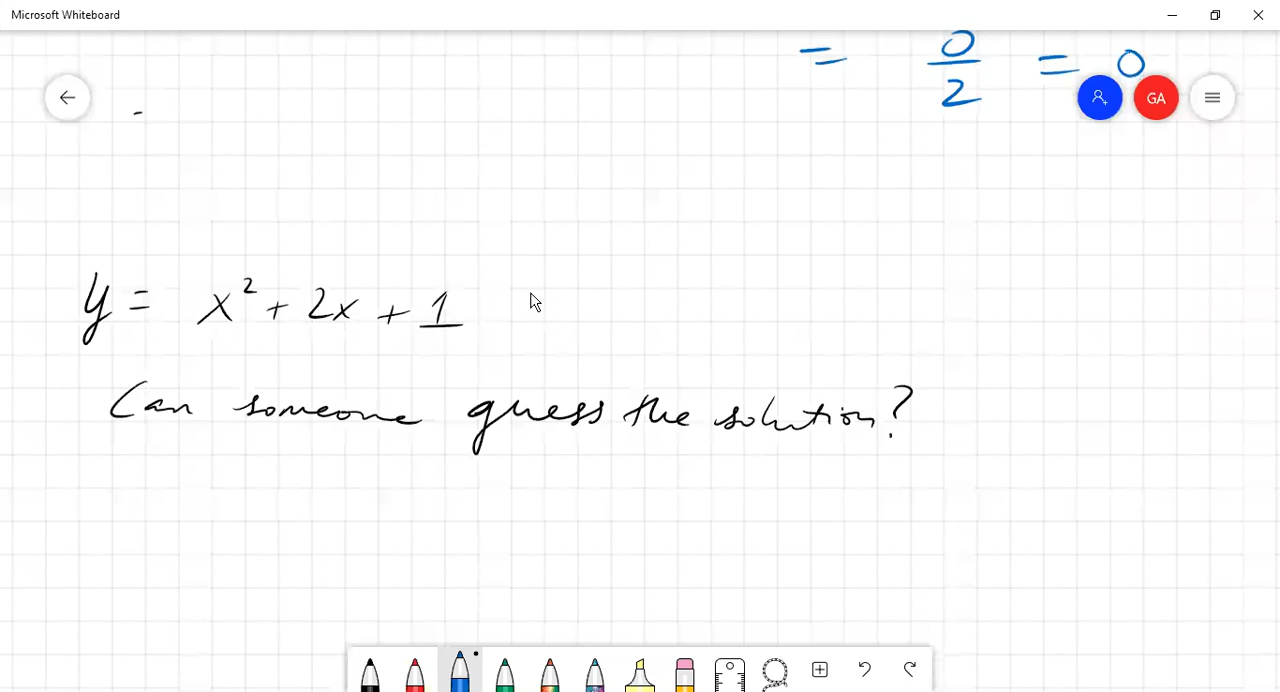 Microsoft Whiteboard
= 0/2 = 0
GA
y = x² + 2x + 1
Can someone guess the solution?